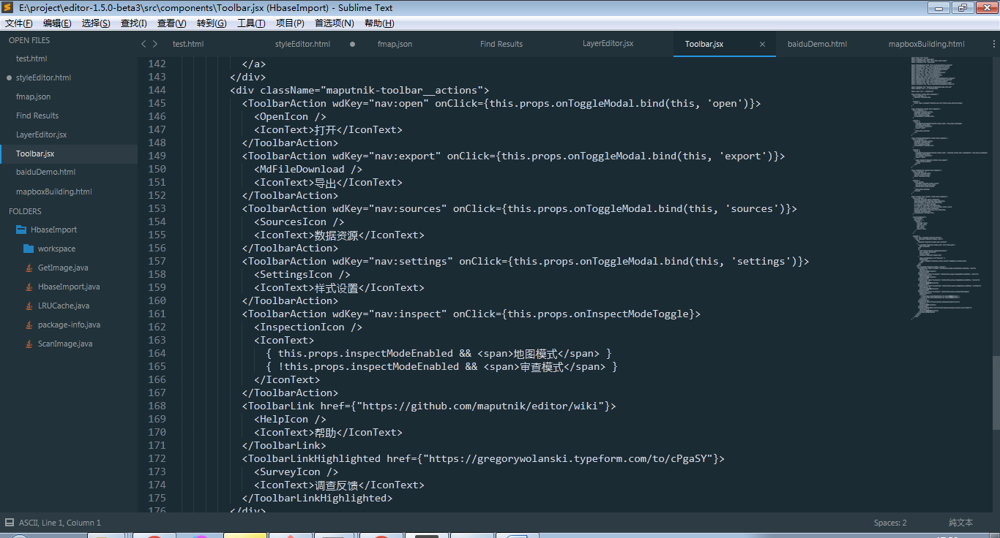 E:\project\editor-1.5.0-beta3\src\components\Toolbar.jsx (HbaseImport) - Sublime Text
文件(F) 编辑(E) 选择(S) 查找(I) 查看(V) 转到(G) 工具(T) 项目(P) 首选项(N) 帮助(H)
OPEN FILES
test.html
styleEditor.html
fmap.json
Find Results
LayerEditor.jsx
Toolbar.jsx
baiduDemo.html
mapboxBuilding.html
FOLDERS
HbaseImport
workspace
GetImage.java
HbaseImport.java
LRUCache.java
package-info.java
ScanImage.java
test.html styleEditor.html fmap.json Find Results LayerEditor.jsx Toolbar.jsx × baiduDemo.html mapboxBuilding.html
142 </a>
143 </div>
144 <div className="maputnik-toolbar__actions">
145 <ToolbarAction wdKey="nav:open" onClick={this.props.onToggleModal.bind(this, 'open')}>
146 <OpenIcon />
147 <IconText>打开</IconText>
148 </ToolbarAction>
149 <ToolbarAction wdKey="nav:export" onClick={this.props.onToggleModal.bind(this, 'export')}>
150 <MdFileDownload />
151 <IconText>导出</IconText>
152 </ToolbarAction>
153 <ToolbarAction wdKey="nav:sources" onClick={this.props.onToggleModal.bind(this, 'sources')}>
154 <SourcesIcon />
155 <IconText>数据资源</IconText>
156 </ToolbarAction>
157 <ToolbarAction wdKey="nav:settings" onClick={this.props.onToggleModal.bind(this, 'settings')}>
158 <SettingsIcon />
159 <IconText>样式设置</IconText>
160 </ToolbarAction>
161 <ToolbarAction wdKey="nav:inspect" onClick={this.props.onInspectModeToggle}>
162 <InspectionIcon />
163 <IconText>
164 { this.props.inspectModeEnabled && <span>地图模式</span> }
165 { !this.props.inspectModeEnabled && <span>审查模式</span> }
166 </IconText>
167 </ToolbarAction>
168 <ToolbarLink href={"https://github.com/maputnik/editor/wiki"}>
169 <HelpIcon />
170 <IconText>帮助</IconText>
171 </ToolbarLink>
172 <ToolbarLinkHighlighted href={"https://gregorywolanski.typeform.com/to/cPgaSY"}>
173 <SurveyIcon />
174 <IconText>调查反馈</IconText>
175 </ToolbarLinkHighlighted>
176 </div>
ASCII, Line 1, Column 1 Spaces: 2 純文本